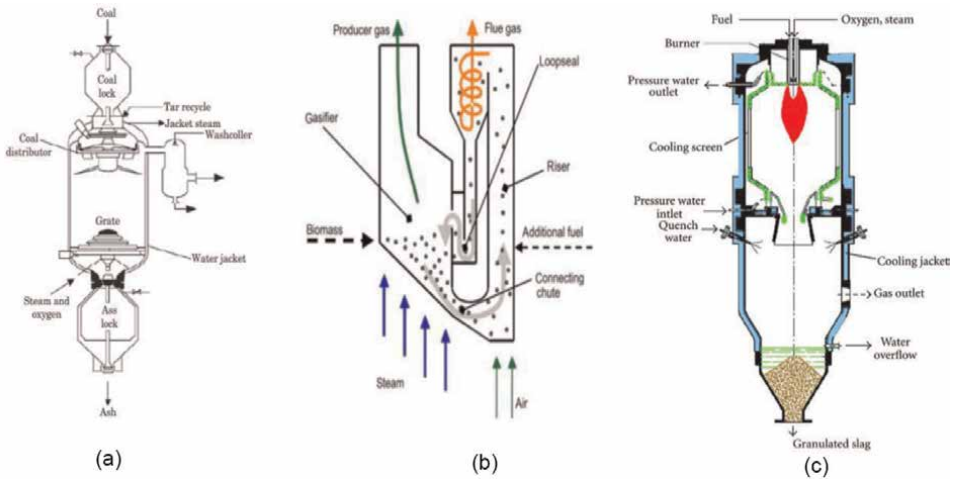 Coal
Coal
lock
Tar recycle
Jacket steam
Washcoller
Coal
distributor
Grate
Water jacket
Steam and
oxygen
Ass
lock
Ash
(a)
Producer gas
Flue gas
Loopseal
Gasifier
Riser
Biomass
Additional fuel
Connecting
chute
Steam
Air
(b)
Fuel
Oxygen, steam
Burner
Pressure water
outlet
Cooling screen
Pressure water
inlet
Quench
water
Cooling jacket
Gas outlet
Water
overflow
Granulated slag
(c)